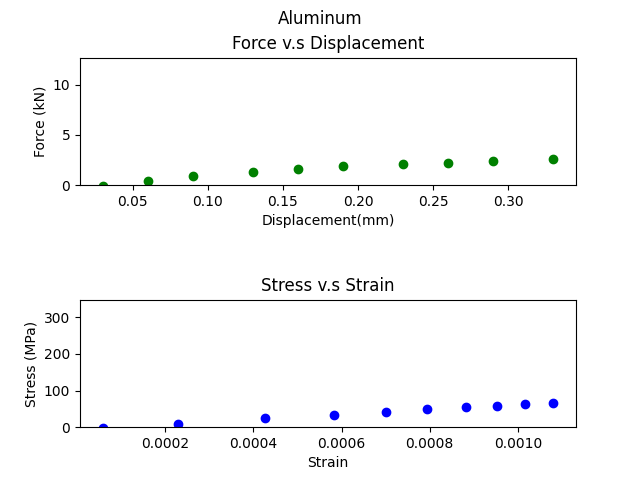 Aluminum
Force v.s Displacement
10
5
0
Force (kN)
0.05 0.10 0.15 0.20 0.25 0.30
Displacement(mm)
Stress v.s Strain
300
200
100
0
Stress (MPa)
0.0002 0.0004 0.0006 0.0008 0.0010
Strain